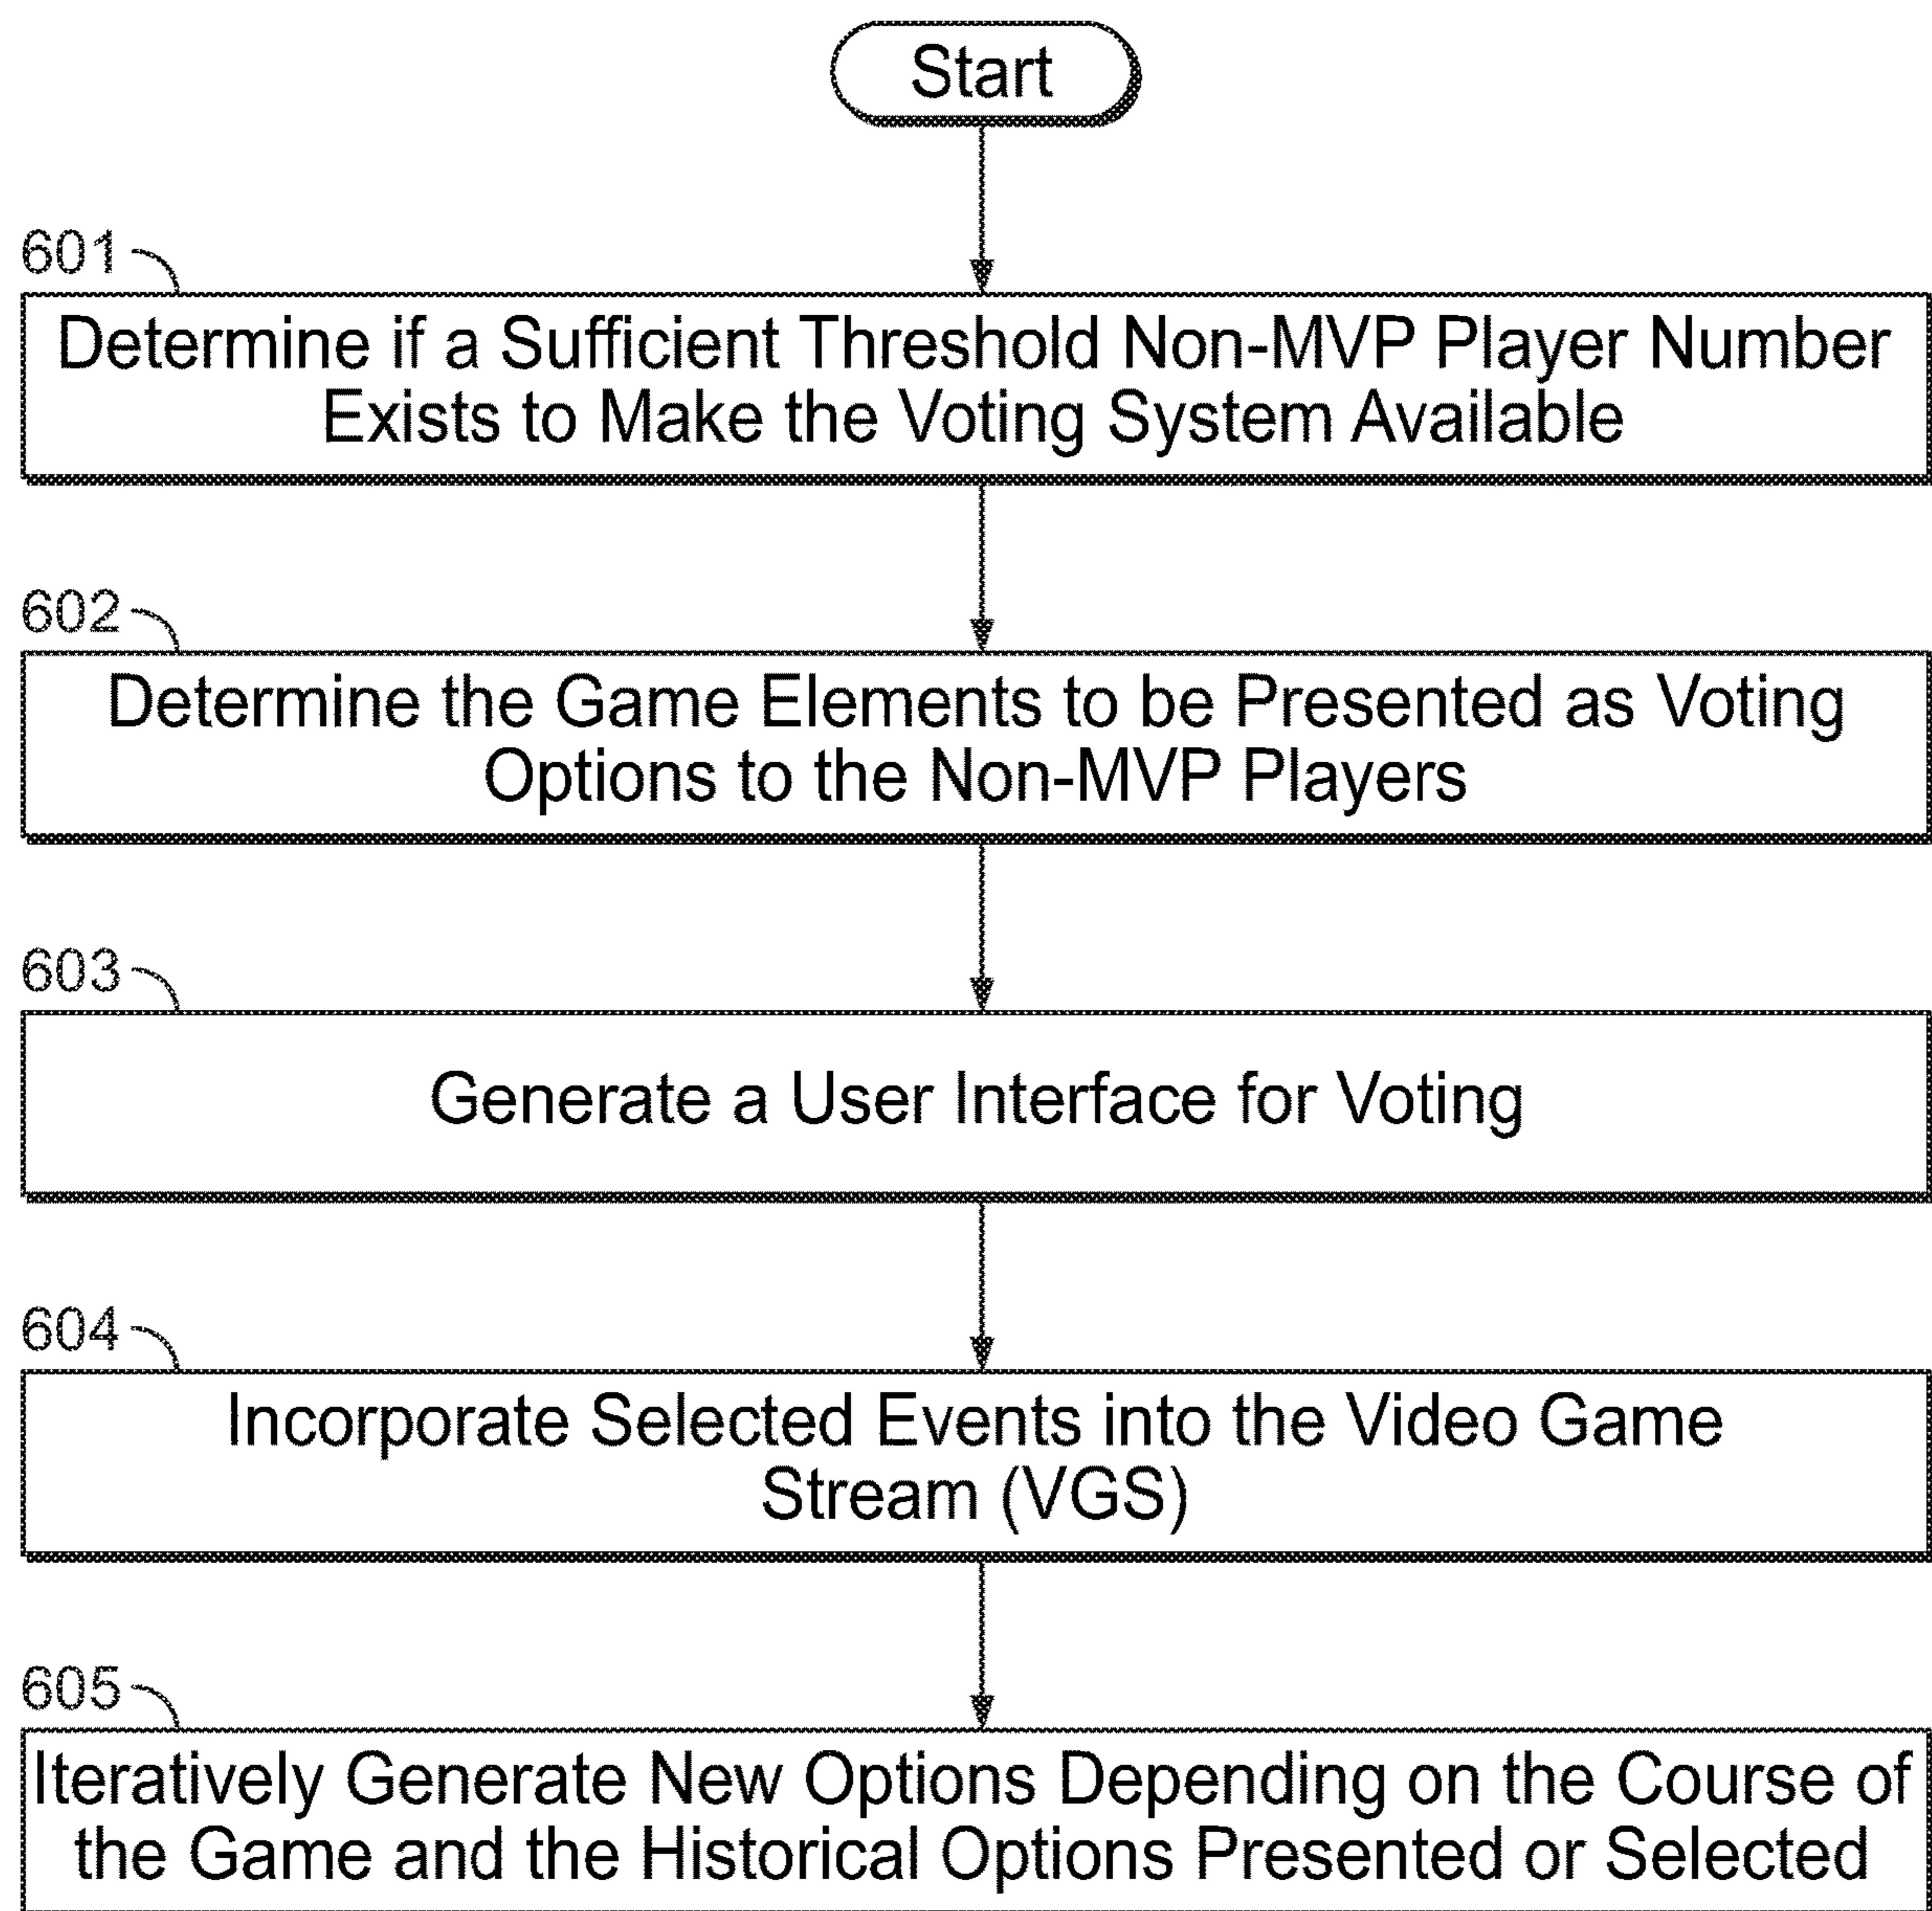 Start
601
Determine if a Sufficient Threshold Non-MVP Player Number
Exists to Make the Voting System Available
602
Determine the Game Elements to be Presented as Voting
Options to the Non-MVP Players
603
Generate a User Interface for Voting
604
Incorporate Selected Events into the Video Game
Stream (VGS)
605
Iteratively Generate New Options Depending on the Course of
the Game and the Historical Options Presented or Selected